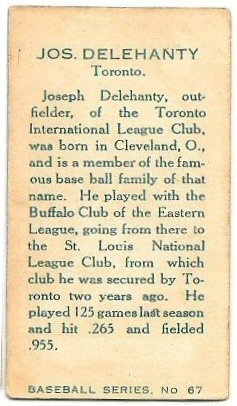 JOS. DELEHANTY
Toronto.
Joseph Delehanty, out-
fielder, of the Toronto
International League Club,
was born in Cleveland, O.,
and is a member of the fam-
ous base ball family of that
name. He played with the
Buffalo Club of the Eastern
League, going from there to
the St. Louis National
League Club, from which
club he was secured by To-
ronto two years ago. He
played 125 games last season
and hit .265 and fielded
.955.
BASEBALL SERIES, No 67